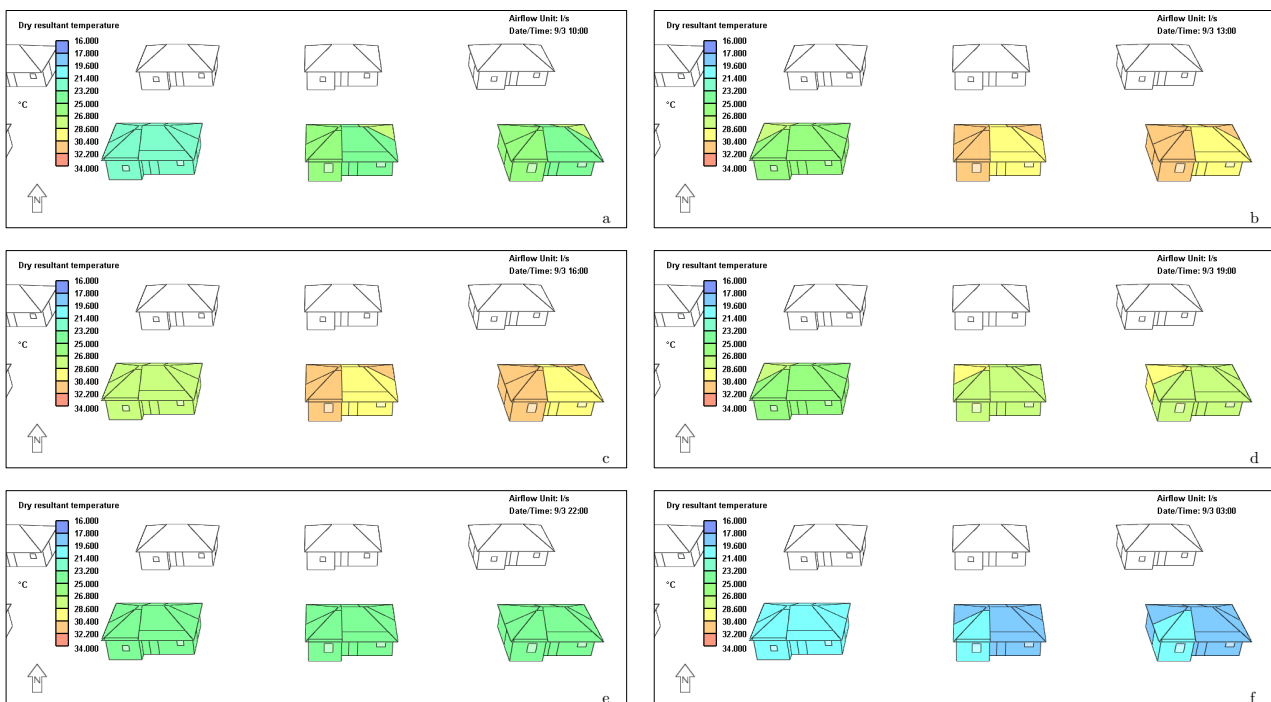 Dry resultant temperature
Airflow Unit: l/s
Date/Time: 9/3 10:00
16.000
17.800
19.600
21.400
23.200
25.000
26.800
28.600
30.400
32.200
34.000
°C
N
a
Dry resultant temperature
Airflow Unit: l/s
Date/Time: 9/3 13:00
16.000
17.800
19.600
21.400
23.200
25.000
26.800
28.600
30.400
32.200
34.000
°C
N
b
Dry resultant temperature
Airflow Unit: l/s
Date/Time: 9/3 16:00
16.000
17.800
19.600
21.400
23.200
25.000
26.800
28.600
30.400
32.200
34.000
°C
N
c
Dry resultant temperature
Airflow Unit: l/s
Date/Time: 9/3 19:00
16.000
17.800
19.600
21.400
23.200
25.000
26.800
28.600
30.400
32.200
34.000
°C
N
d
Dry resultant temperature
Airflow Unit: l/s
Date/Time: 9/3 22:00
16.000
17.800
19.600
21.400
23.200
25.000
26.800
28.600
30.400
32.200
34.000
°C
N
e
Dry resultant temperature
Airflow Unit: l/s
Date/Time: 9/3 03:00
16.000
17.800
19.600
21.400
23.200
25.000
26.800
28.600
30.400
32.200
34.000
°C
N
f